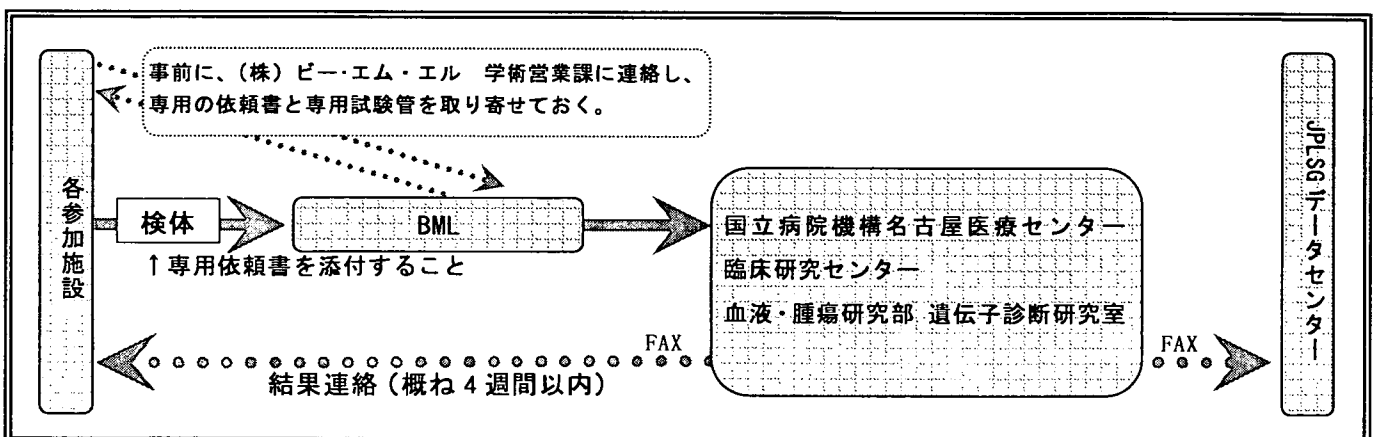 事前に、(株)ビー・エム・エル　学術営業課に連絡し、
専用の依頼書と専用試験管を取り寄せておく。
各参加施設
検体
BML
↑専用依頼書を添付すること
国立病院機構名古屋医療センター
臨床研究センター
血液・腫瘍研究部 遺伝子診断研究室
FAX
結果連絡(概ね4週間以内)
FAX
JPLSGデータセンター